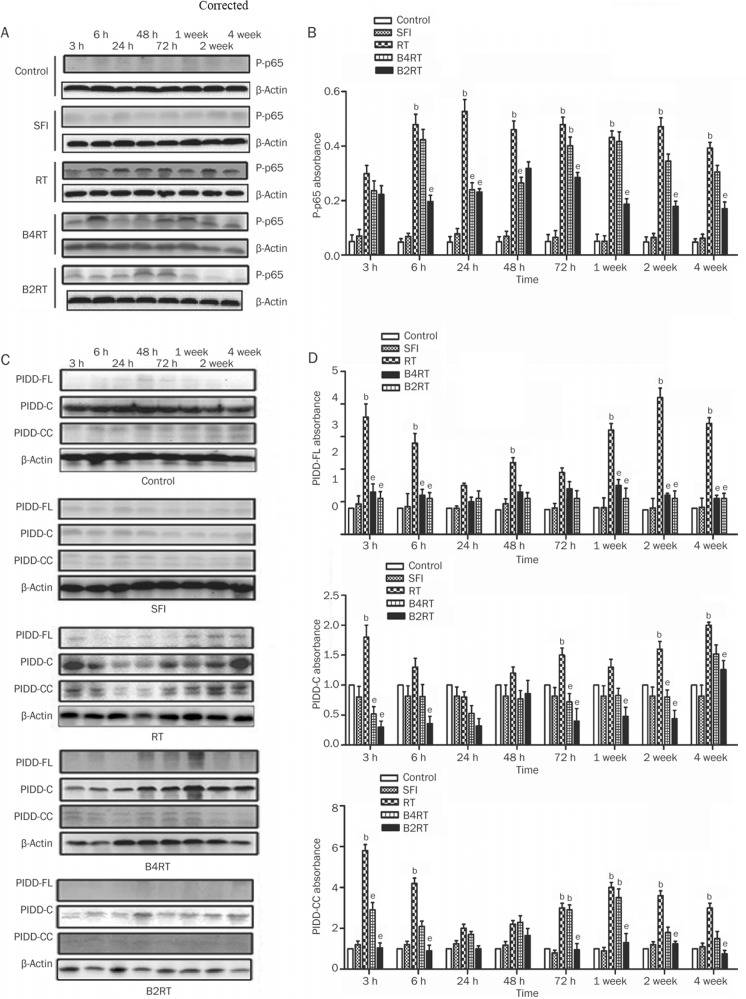 Corrected
A
6 h 48 h 1 week 4 week
3 h 24 h 72 h 2 week
Control
P-p65
β-Actin
SFI
P-p65
β-Actin
RT
P-p65
β-Actin
B4RT
P-p65
β-Actin
B2RT
P-p65
β-Actin
B
Control
SFI
RT
B4RT
B2RT
P-p65 absorbance
0.6
0.4
0.2
0.0
b b b b b b b b b
e e e e e e e e
3 h 6 h 24 h 48 h 72 h 1 week 2 week 4 week
Time
C
6 h 48 h 1 week 4 week
3 h 24 h 72 h 2 week
PIDD-FL
PIDD-C
PIDD-CC
β-Actin
Control
PIDD-FL
PIDD-C
PIDD-CC
β-Actin
SFI
PIDD-FL
PIDD-C
PIDD-CC
β-Actin
RT
PIDD-FL
PIDD-C
PIDD-CC
β-Actin
B4RT
PIDD-FL
PIDD-C
PIDD-CC
β-Actin
B2RT
D
Control
SFI
RT
B4RT
B2RT
PIDD-FL absorbance
5
4
3
2
1
0
b b b b b b
e e e e e e e e e e
3 h 6 h 24 h 48 h 72 h 1 week 2 week 4 week
Time
Control
SFI
RT
B4RT
B2RT
PIDD-C absorbance
2.5
2.0
1.5
1.0
0.5
0.0
b b b b
e e e e e e e e e
3 h 6 h 24 h 48 h 72 h 1 week 2 week 4 week
Time
Control
SFI
RT
B4RT
B2RT
PIDD-CC absorbance
8
6
4
2
0
b b b b b b b b
e e e e e e e
3 h 6 h 24 h 48 h 72 h 1 week 2 week 4 week
Time